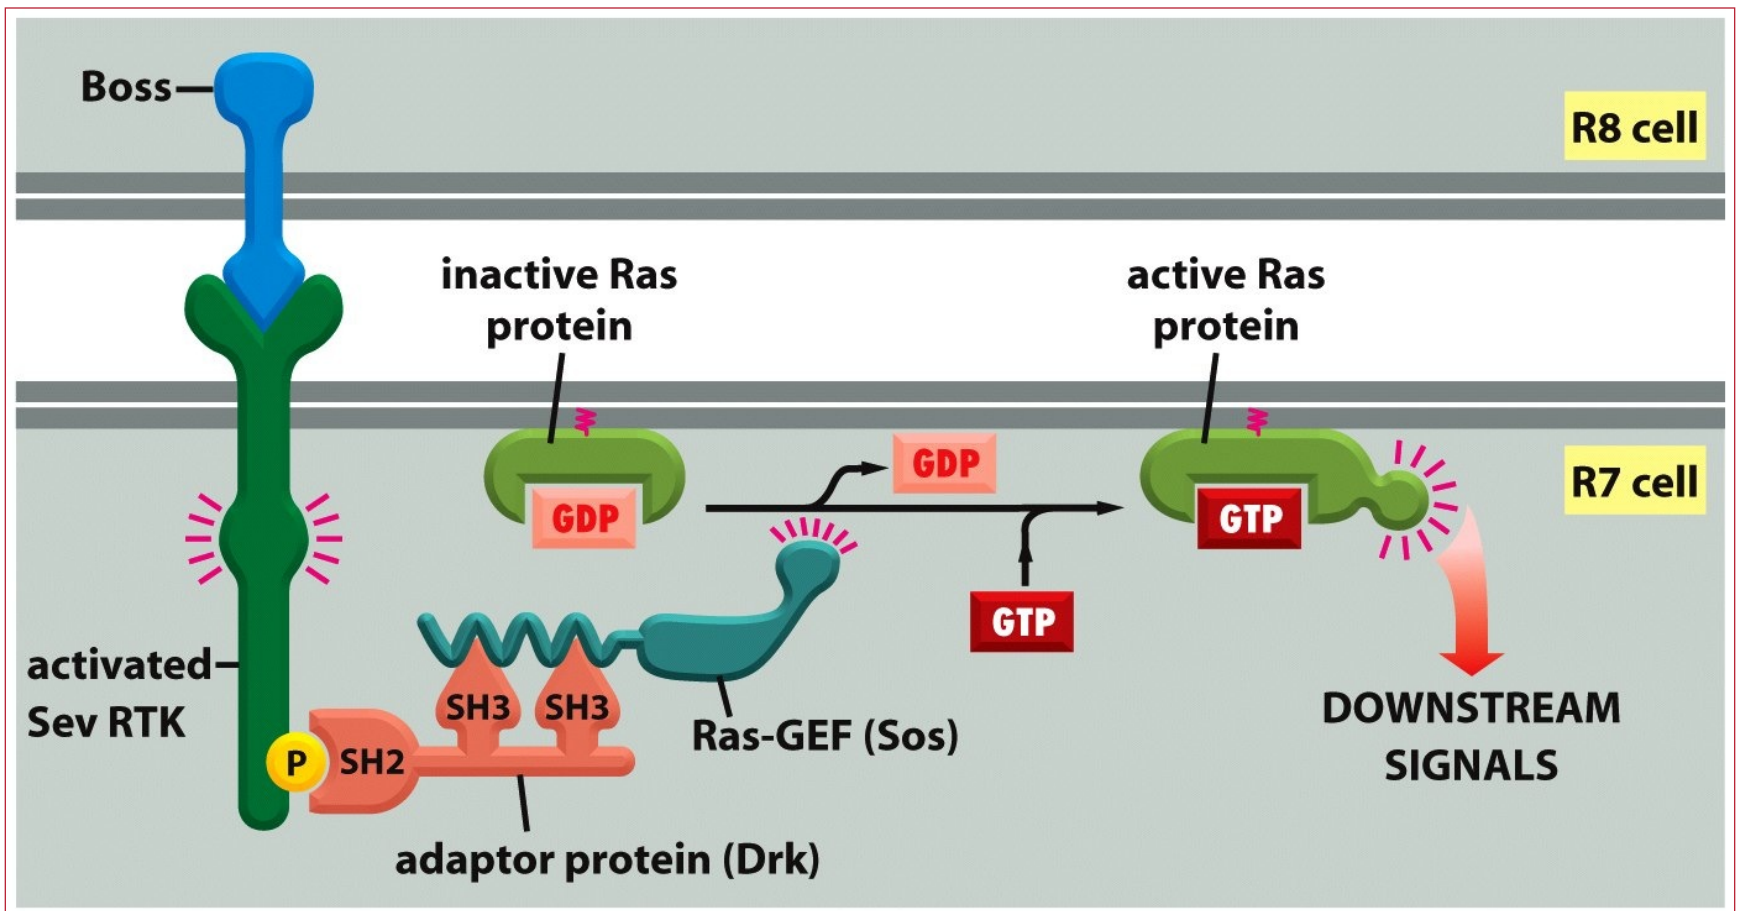 Boss
R8 cell
inactive Ras
protein
active Ras
protein
GDP
GDP
GTP
R7 cell
GTP
activated
Sev RTK
P
SH2
SH3
SH3
Ras-GEF (Sos)
adaptor protein (Drk)
DOWNSTREAM
SIGNALS